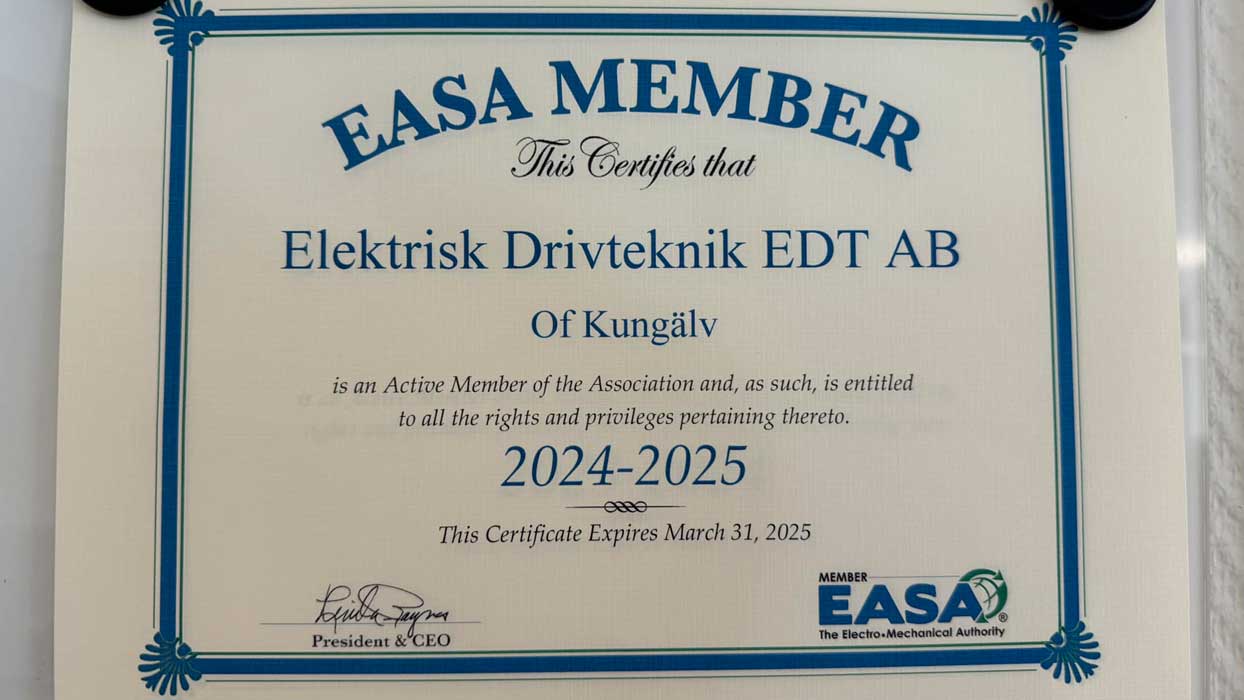 EASA MEMBER
This Certifies that
Elektrisk Drivteknik EDT AB
Of Kungälv
is an Active Member of the Association and, as such, is entitled
to all the rights and privileges pertaining thereto.
2024-2025
This Certificate Expires March 31, 2025
President & CEO
MEMBER
EASA®
The Electro•Mechanical Authority